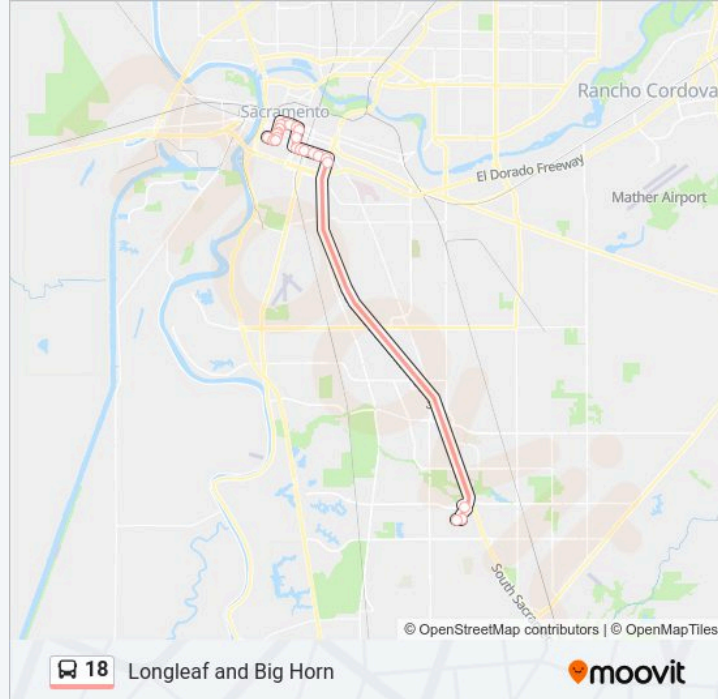 Sacramento
Rancho Cordova
El Dorado Freeway
Mather Airport
South Sacr
© OpenStreetMap contributors | © OpenMapTiles
18 Longleaf and Big Horn
moovit